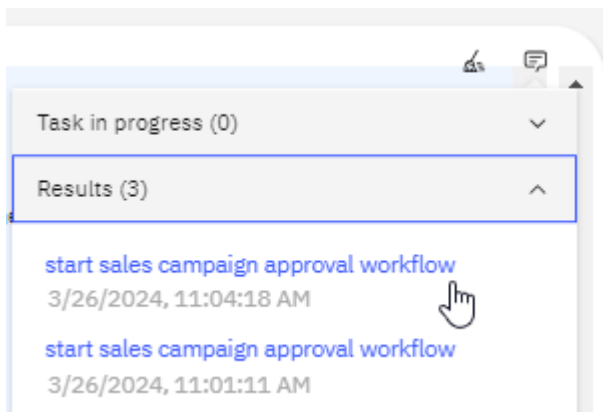 Task in progress (0)
Results (3)
start sales campaign approval workflow
3/26/2024, 11:04:18 AM
start sales campaign approval workflow
3/26/2024, 11:01:11 AM